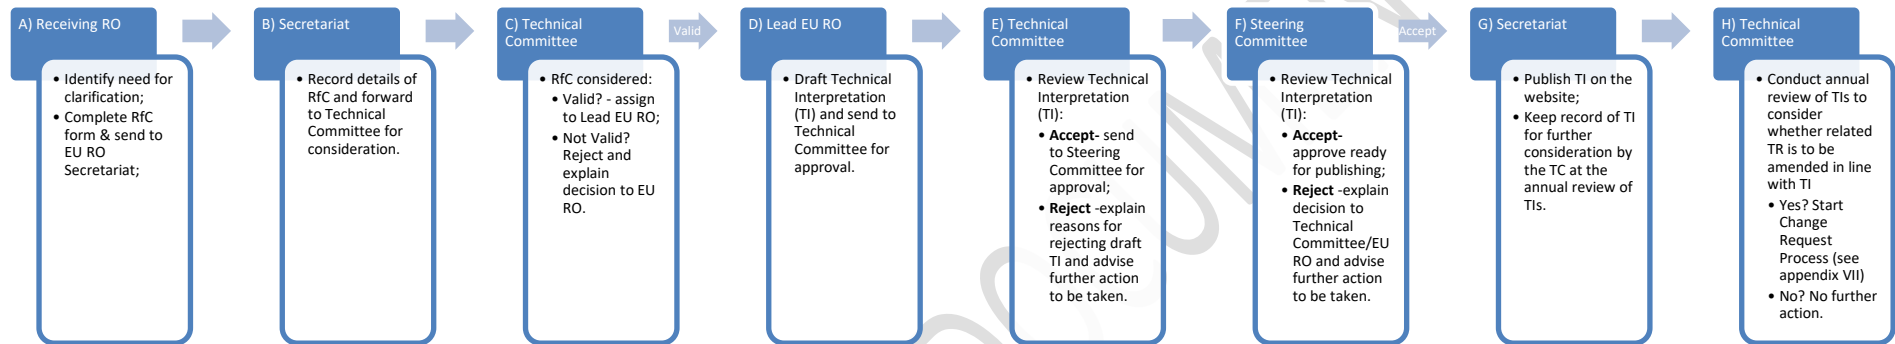 A) Receiving RO
• Identify need for
clarification;
• Complete RfC
form & send to
EU RO
Secretariat;
B) Secretariat
• Record details of
RfC and forward
to Technical
Committee for
consideration.
C) Technical
Committee
• RfC considered:
• Valid? - assign
to Lead EU RO;
• Not Valid?
Reject and
explain
decision to EU
RO.
Valid
D) Lead EU RO
• Draft Technical
Interpretation
(TI) and send to
Technical
Committee for
approval.
E) Technical
Committee
• Review Technical
Interpretation
(TI):
• Accept- send
to Steering
Committee for
approval;
• Reject -explain
reasons for
rejecting draft
TI and advise
further action
to be taken.
F) Steering
Committee
• Review Technical
Interpretation
(TI):
• Accept-
approve ready
for publishing;
• Reject -explain
decision to
Technical
Committee/EU
RO and advise
further action
to be taken.
Accept
G) Secretariat
• Publish TI on the
website;
• Keep record of TI
for further
consideration by
the TC at the
annual review of
TIs.
H) Technical
Committee
• Conduct annual
review of TIs to
consider
whether related
TR is to be
amended in line
with TI
• Yes? Start
Change
Request
Process (see
appendix VII)
• No? No further
action.